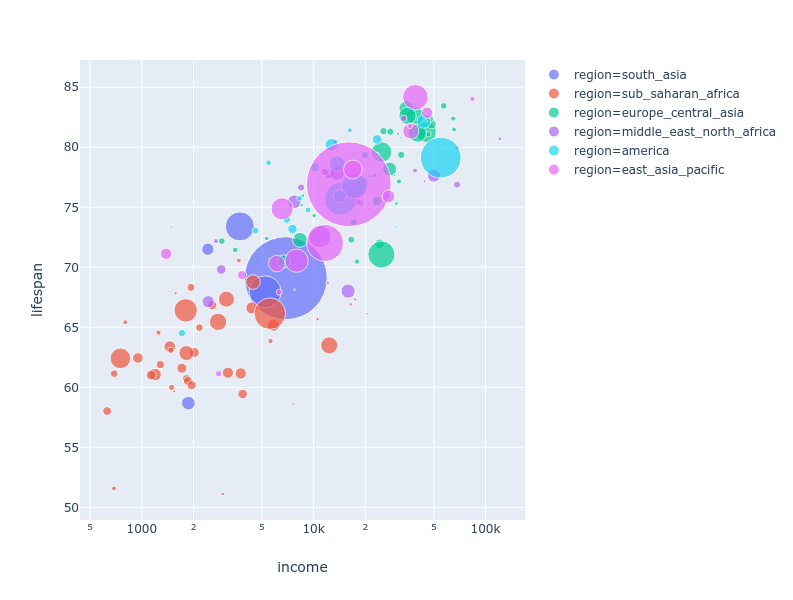 region=south_asia
region=sub_saharan_africa
region=europe_central_asia
region=middle_east_north_africa
region=america
region=east_asia_pacific
85
80
75
70
65
60
55
50
lifespan
5 1000 2 5 10k 2 5 100k
income